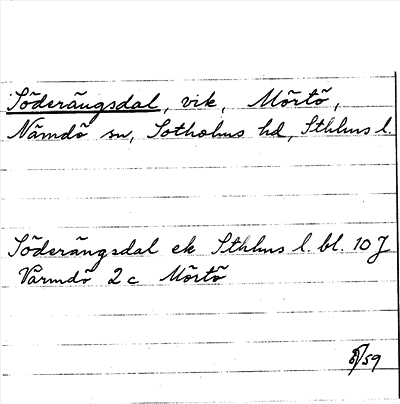 Söderängsdal, vik, Mörtö,
Nämdö sn, Sotholms hd, Sthlms l.
Söderängsdal ek Sthlms l. bl. 10 J
Värmdö 2 c Mörtö
8/59